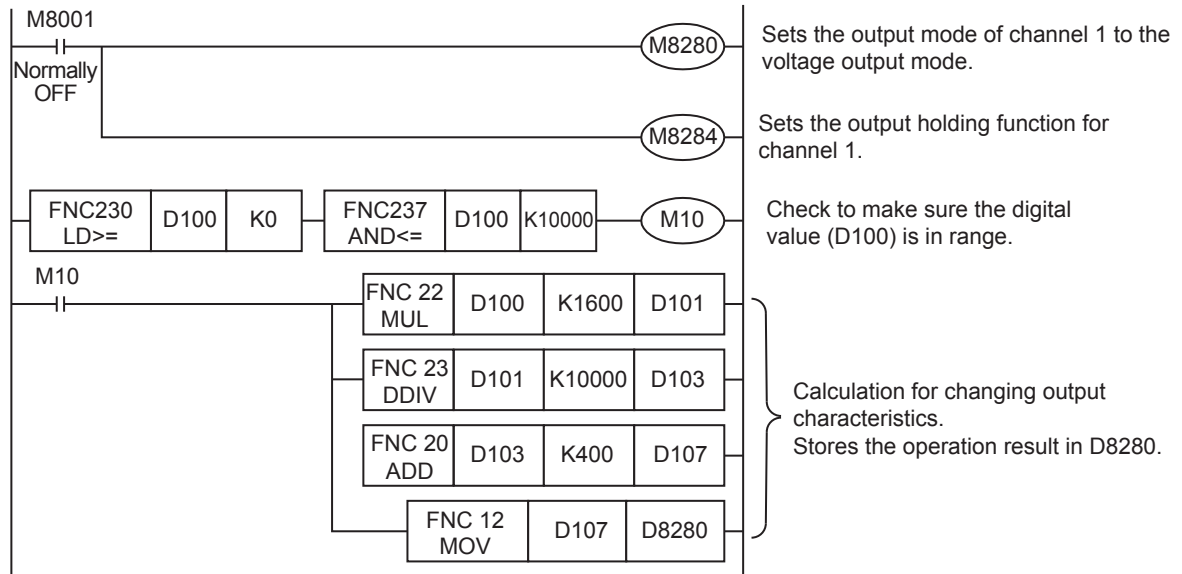 M8001
Normally
OFF
M8280
Sets the output mode of channel 1 to the
voltage output mode.
M8284
Sets the output holding function for
channel 1.
FNC230
LD>=
D100
K0
FNC237
AND<=
D100
K10000
M10
Check to make sure the digital
value (D100) is in range.
M10
FNC 22
MUL
D100
K1600
D101
FNC 23
DDIV
D101
K10000
D103
FNC 20
ADD
D103
K400
D107
FNC 12
MOV
D107
D8280
Calculation for changing output
characteristics.
Stores the operation result in D8280.